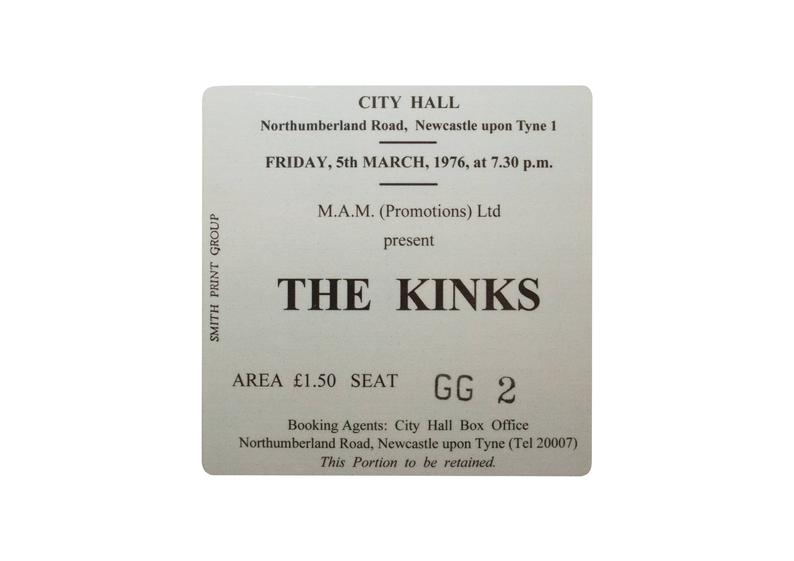 CITY HALL
Northumberland Road, Newcastle upon Tyne 1
FRIDAY, 5th MARCH, 1976, at 7.30 p.m.
M.A.M. (Promotions) Ltd
present
THE KINKS
AREA £1.50 SEAT GG 2
Booking Agents: City Hall Box Office
Northumberland Road, Newcastle upon Tyne (Tel 20007)
This Portion to be retained.
SMITH PRINT GROUP